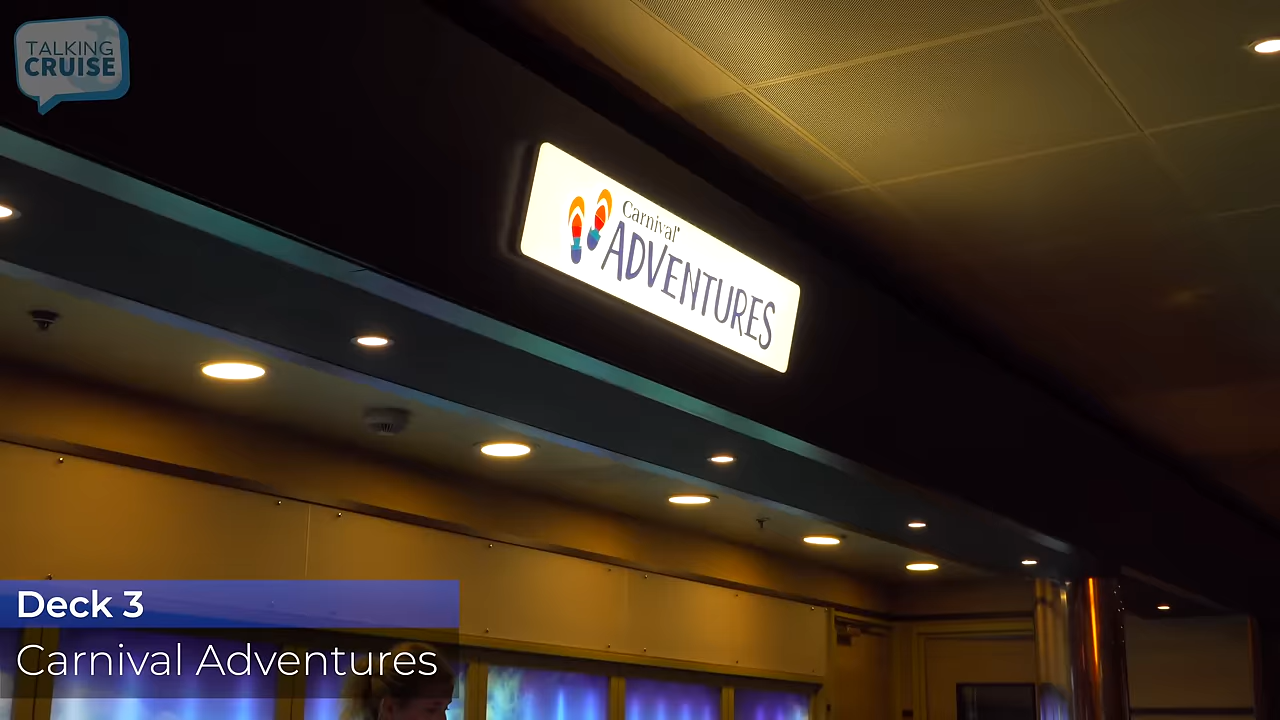 TALKING
CRUISE
Carnival
ADVENTURES
Deck 3
Carnival Adventures